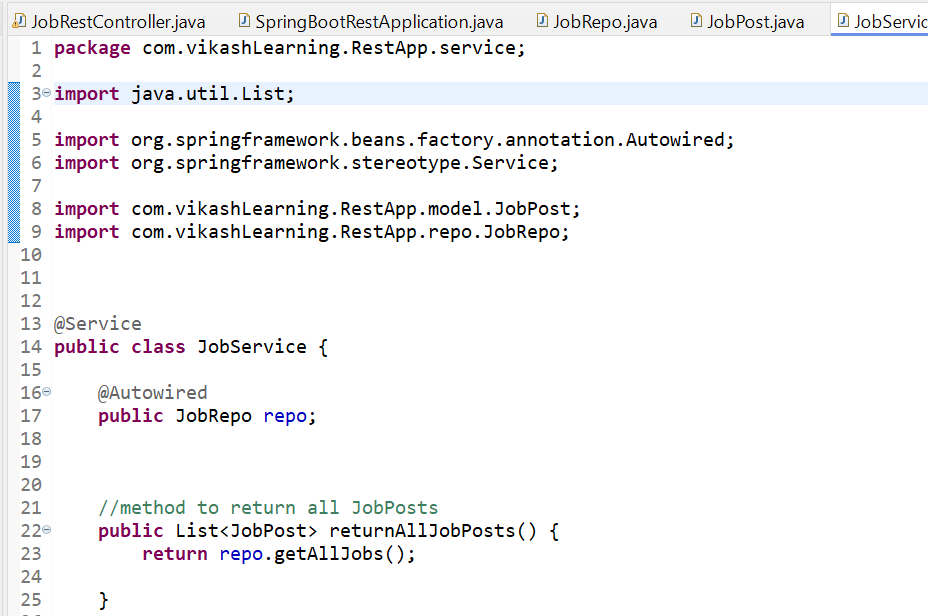 JobRestController.java SpringBootRestApplication.java JobRepo.java JobPost.java JobServic
1 package com.vikashLearning.RestApp.service;
2
3 import java.util.List;
4
5 import org.springframework.beans.factory.annotation.Autowired;
6 import org.springframework.stereotype.Service;
7
8 import com.vikashLearning.RestApp.model.JobPost;
9 import com.vikashLearning.RestApp.repo.JobRepo;
10
11
12
13 @Service
14 public class JobService {
15
16 @Autowired
17 public JobRepo repo;
18
19
20
21 //method to return all JobPosts
22 public List<JobPost> returnAllJobPosts() {
23 return repo.getAllJobs();
24
25 }